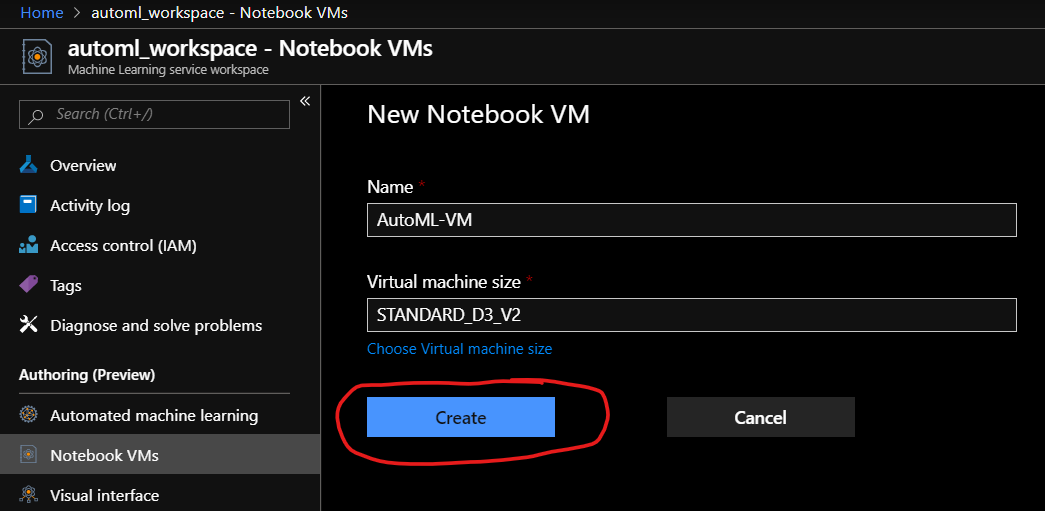 Home > automl_workspace - Notebook VMs
automl_workspace - Notebook VMs
Machine Learning service workspace
«
Search (Ctrl+/)
Overview
Activity log
Access control (IAM)
Tags
Diagnose and solve problems
Authoring (Preview)
Automated machine learning
Notebook VMs
Visual interface
New Notebook VM
Name *
AutoML-VM
Virtual machine size *
STANDARD_D3_V2
Choose Virtual machine size
Create
Cancel